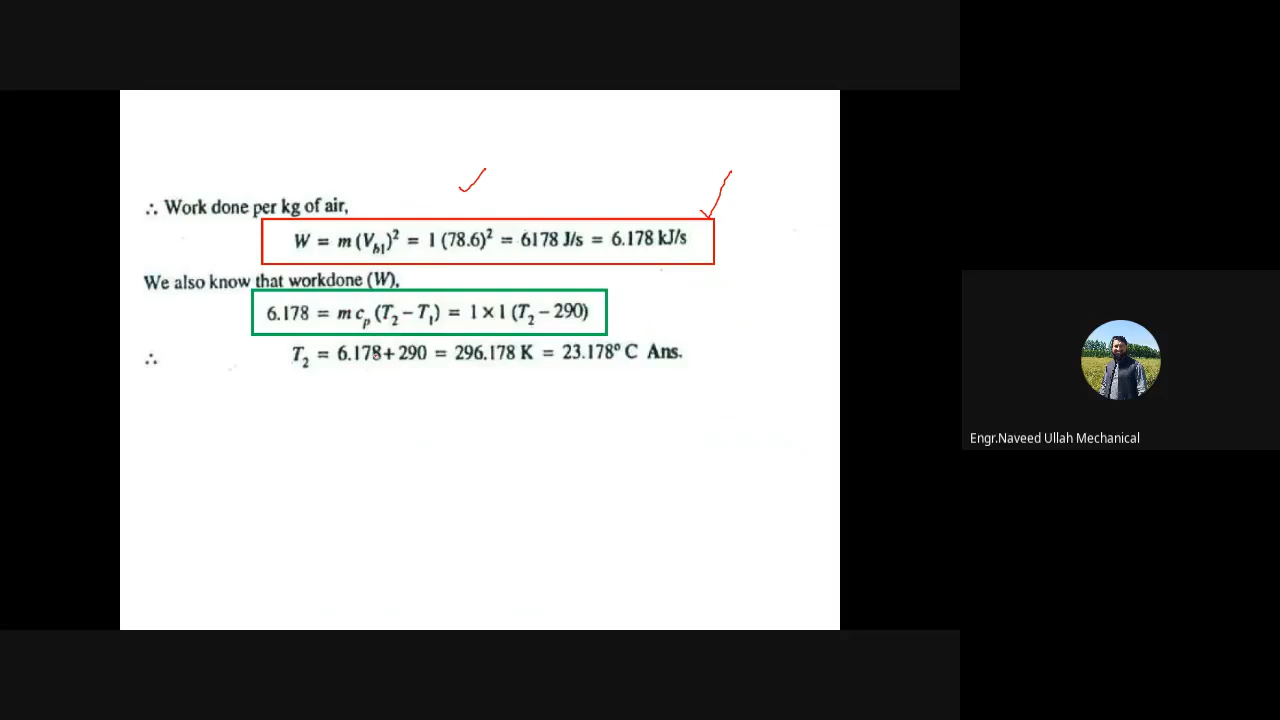 ∴ Work done per kg of air,
W = m (V_b1)² = 1 (78.6)² = 6178 J/s = 6.178 kJ/s
We also know that workdone (W),
6.178 = m c_p (T₂ − T₁) = 1 × 1 (T₂ − 290)
∴ T₂ = 6.178+290 = 296.178 K = 23.178° C Ans.
Engr.Naveed Ullah Mechanical